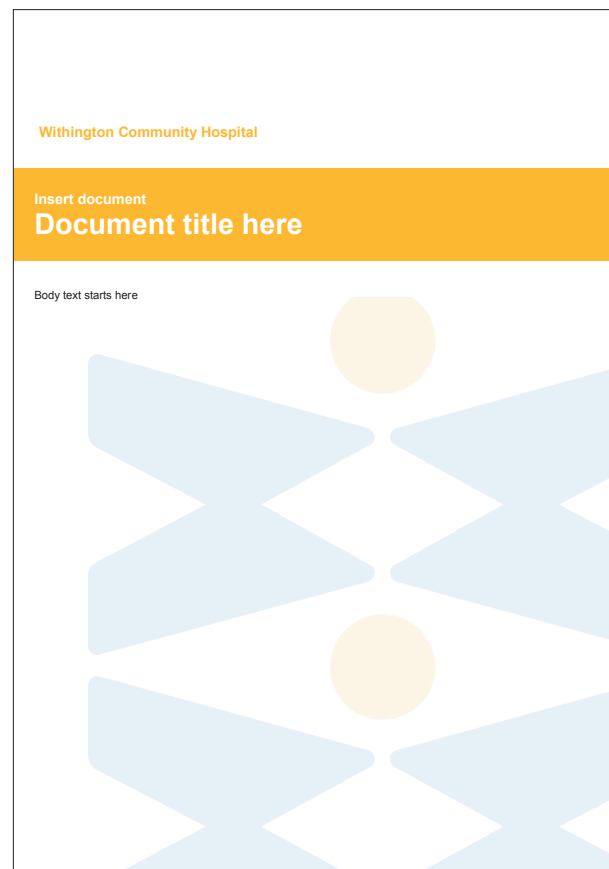 Withington Community Hospital
Insert document
Document title here
Body text starts here